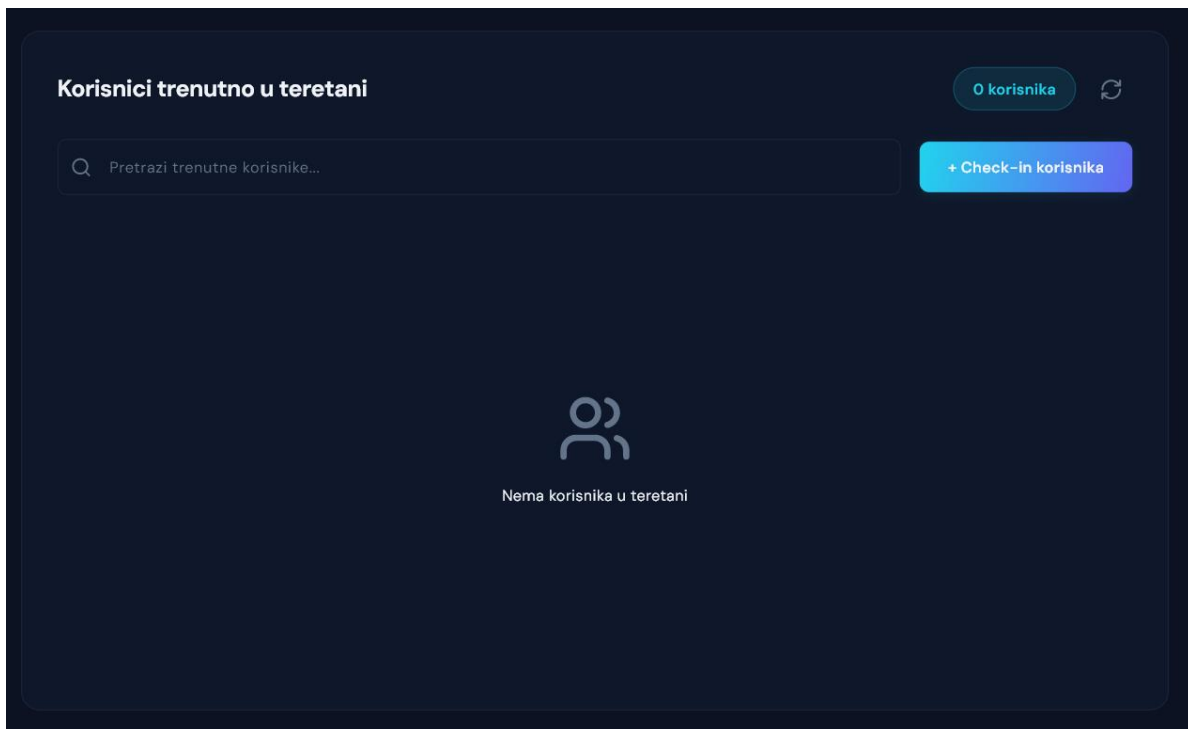 Korisnici trenutno u teretani
0 korisnika
Pretrazi trenutne korisnike...
+ Check-in korisnika
Nema korisnika u teretani